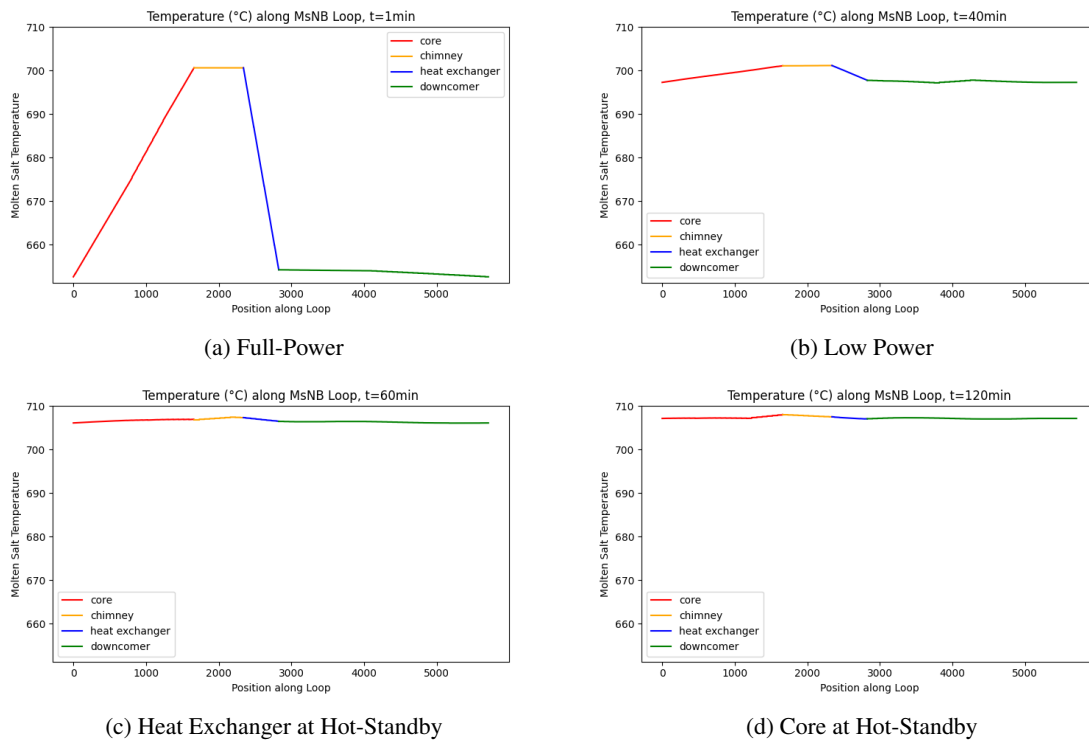 Temperature (°C) along MsNB Loop, t=1min
710
700
690
680
670
660
Molten Salt Temperature
0 1000 2000 3000 4000 5000
Position along Loop
core
chimney
heat exchanger
downcomer
(a) Full-Power
Temperature (°C) along MsNB Loop, t=40min
710
700
690
680
670
660
Molten Salt Temperature
core
chimney
heat exchanger
downcomer
0 1000 2000 3000 4000 5000
Position along Loop
(b) Low Power
Temperature (°C) along MsNB Loop, t=60min
710
700
690
680
670
660
Molten Salt Temperature
core
chimney
heat exchanger
downcomer
0 1000 2000 3000 4000 5000
Position along Loop
(c) Heat Exchanger at Hot-Standby
Temperature (°C) along MsNB Loop, t=120min
710
700
690
680
670
660
Molten Salt Temperature
core
chimney
heat exchanger
downcomer
0 1000 2000 3000 4000 5000
Position along Loop
(d) Core at Hot-Standby